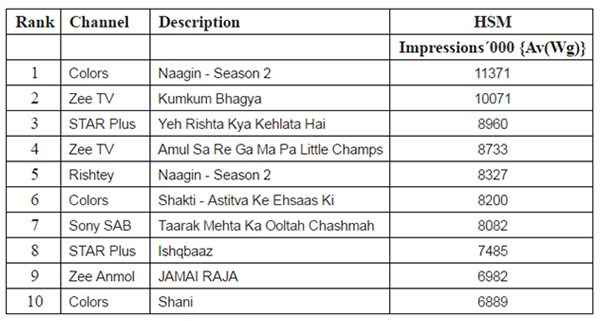 Rank Channel Description HSM
Impressions´000 {Av(Wg)}
1 Colors Naagin - Season 2 11371
2 Zee TV Kumkum Bhagya 10071
3 STAR Plus Yeh Rishta Kya Kehlata Hai 8960
4 Zee TV Amul Sa Re Ga Ma Pa Little Champs 8733
5 Rishtey Naagin - Season 2 8327
6 Colors Shakti - Astitva Ke Ehsaas Ki 8200
7 Sony SAB Taarak Mehta Ka Ooltah Chashmah 8082
8 STAR Plus Ishqbaaz 7485
9 Zee Anmol JAMAI RAJA 6982
10 Colors Shani 6889